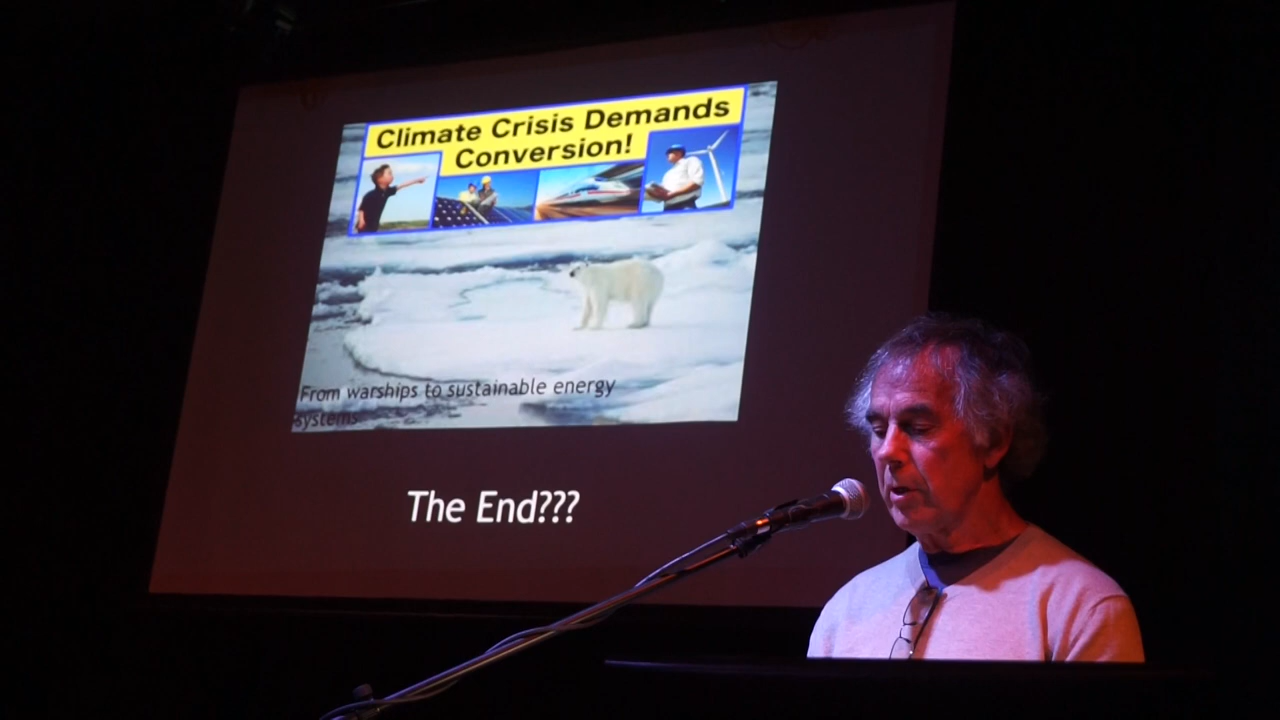 Climate Crisis Demands
Conversion!
From warships to sustainable energy
systems
The End???